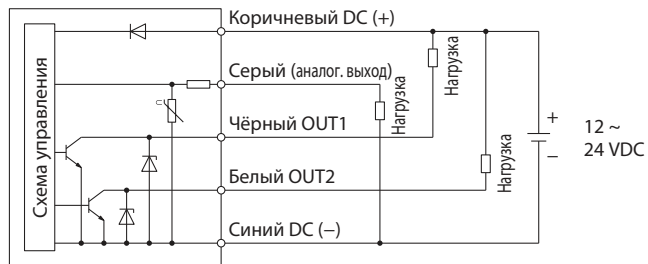 Коричневый DC (+)
Серый (аналог. выход)
Чёрный OUT1
Белый OUT2
Синий DC (−)
Схема управления
Нагрузка
Нагрузка
Нагрузка
+
−
12 ~
24 VDC